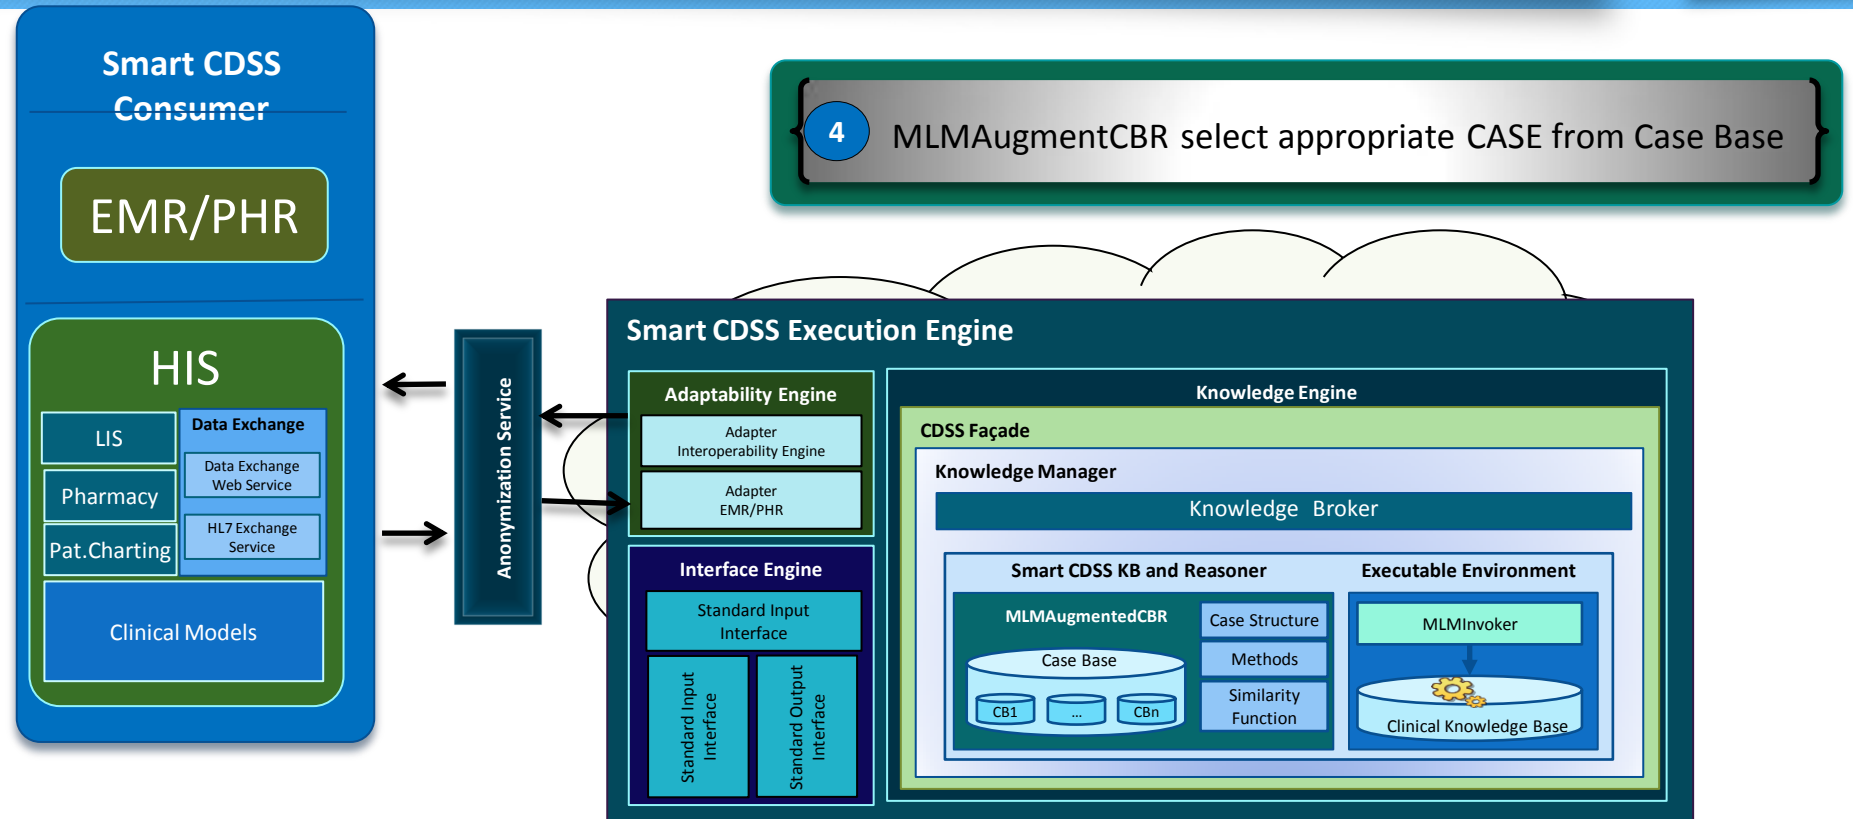 Smart CDSS
Consumer
EMR/PHR
HIS
LIS
Pharmacy
Pat.Charting
Data Exchange
Data Exchange
Web Service
HL7 Exchange
Service
Clinical Models
Anonymization Service
4
MLMAugmentCBR select appropriate CASE from Case Base
Smart CDSS Execution Engine
Adaptability Engine
Adapter
Interoperability Engine
Adapter
EMR/PHR
Interface Engine
Standard Input
Interface
Standard Input
Interface
Standard Output
Interface
Knowledge Engine
CDSS Façade
Knowledge Manager
Knowledge Broker
Smart CDSS KB and Reasoner
MLMAugmentedCBR
Case Base
CB1
...
CBn
Case Structure
Methods
Similarity
Function
Executable Environment
MLMInvoker
Clinical Knowledge Base